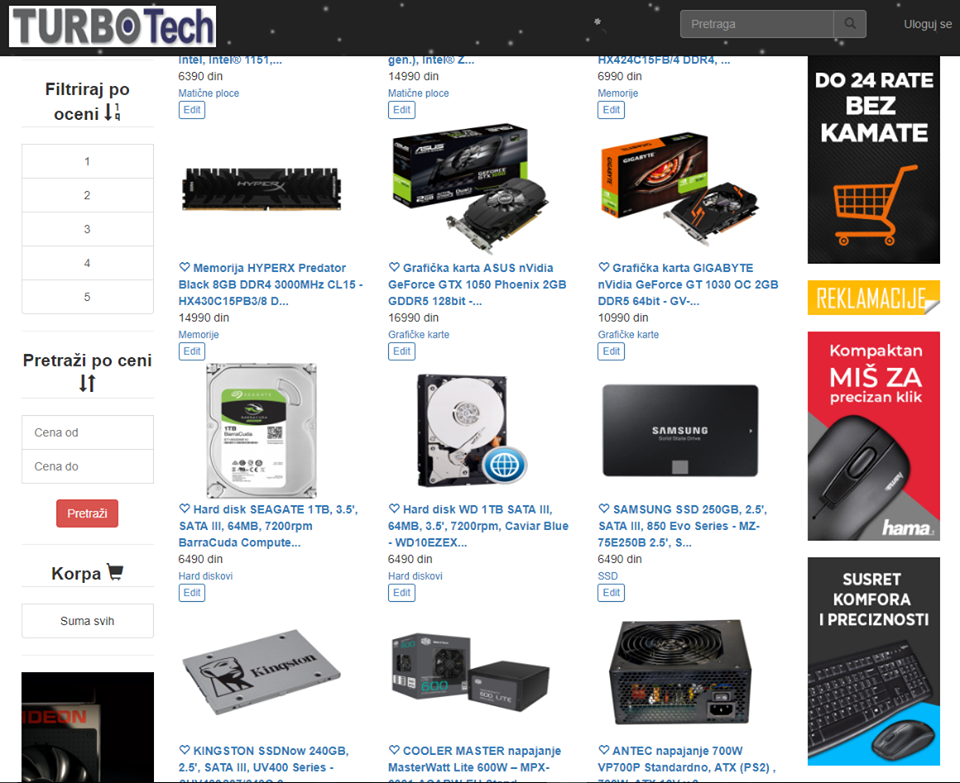 TURBOTech
Pretraga
Uloguj se
Filtriraj po
oceni
1
2
3
4
5
Pretraži po ceni
Cena od
Cena do
Pretraži
Korpa
Suma svih
RADEON
Intel, Intel® 1151,...
6390 din
Matične ploce
Edit
gen.), Intel® Z...
14990 din
Matične ploce
Edit
HX424C15FB/4 DDR4, ...
6990 din
Memorije
Edit
HYPERX
Memorija HYPERX Predator
Black 8GB DDR4 3000MHz CL15 -
HX430C15PB3/8 D...
14990 din
Memorije
Edit
ASUS
Grafička karta ASUS nVidia
GeForce GTX 1050 Phoenix 2GB
GDDR5 128bit -...
16990 din
Grafičke karte
Edit
GIGABYTE
Grafička karta GIGABYTE
nVidia GeForce GT 1030 OC 2GB
DDR5 64bit - GV-...
10990 din
Grafičke karte
Edit
1TB
BarraCuda
Hard disk SEAGATE 1TB, 3.5',
SATA III, 64MB, 7200rpm
BarraCuda Compute...
6490 din
Hard diskovi
Edit
Hard disk WD 1TB SATA III,
64MB, 3.5', 7200rpm, Caviar Blue
- WD10EZEX...
6490 din
Hard diskovi
Edit
SAMSUNG
Solid State Drive
SAMSUNG SSD 250GB, 2.5',
SATA III, 850 Evo Series - MZ-
75E250B 2.5', S...
6490 din
SSD
Edit
Kingston
KINGSTON SSDNow 240GB,
2.5', SATA III, UV400 Series -
600
600 LITE
COOLER MASTER napajanje
MasterWatt Lite 600W – MPX-
ANTEC napajanje 700W
VP700P Standardno, ATX (PS2) ,
DO 24 RATE
BEZ
KAMATE
REKLAMACIJE
Kompaktan
MIŠ ZA
precizan klik
hama
SUSRET
KOMFORA
I PRECIZNOSTI